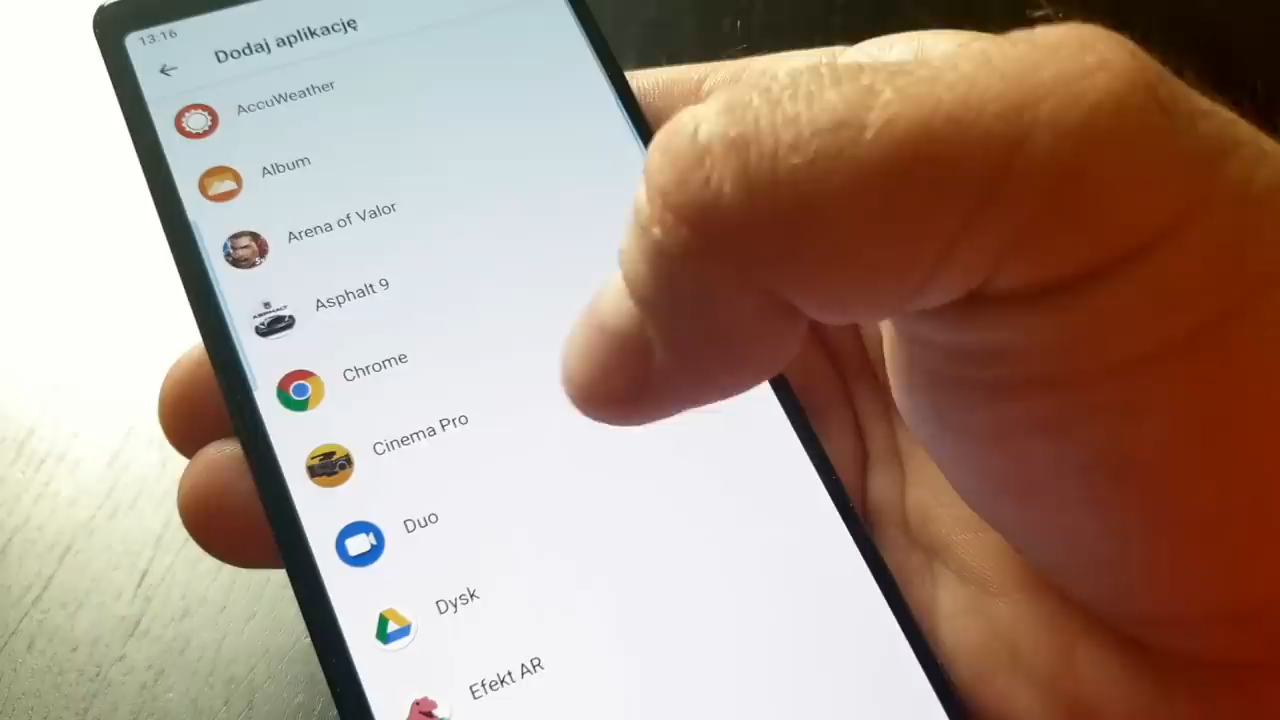 13:16
Dodaj aplikację
AccuWeather
Album
Arena of Valor
Asphalt 9
Chrome
Cinema Pro
Duo
Dysk
Efekt AR